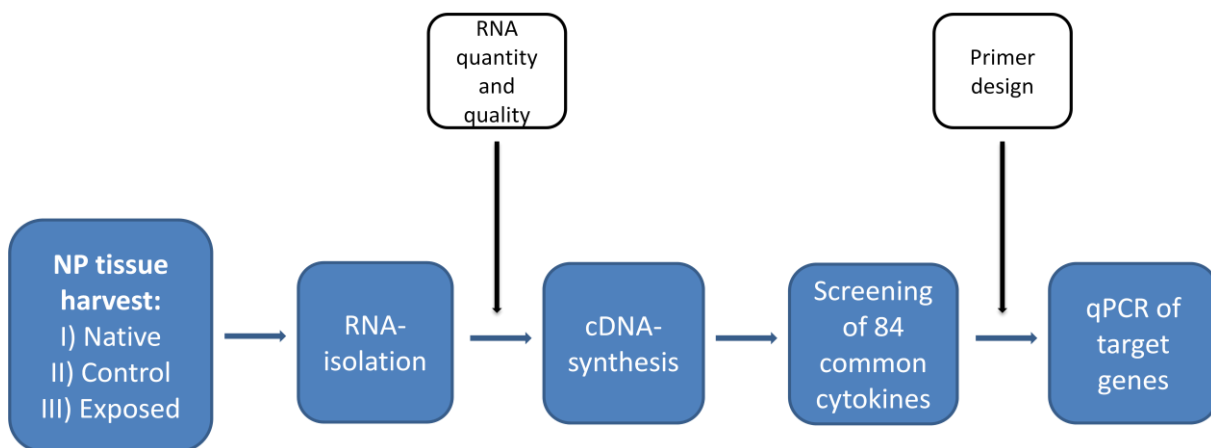 RNA
quantity
and
quality
Primer
design
NP tissue
harvest:
I) Native
II) Control
III) Exposed
RNA-
isolation
cDNA-
synthesis
Screening
of 84
common
cytokines
qPCR of
target
genes